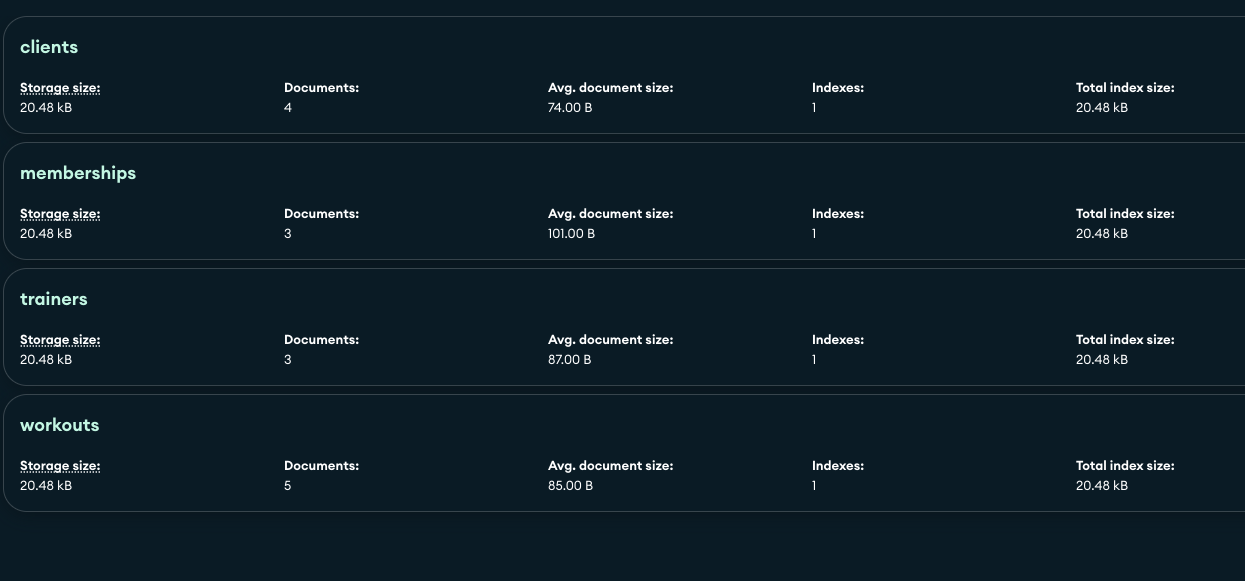 clients
Storage size: Documents: Avg. document size: Indexes: Total index size:
20.48 kB 4 74.00 B 1 20.48 kB
memberships
Storage size: Documents: Avg. document size: Indexes: Total index size:
20.48 kB 3 101.00 B 1 20.48 kB
trainers
Storage size: Documents: Avg. document size: Indexes: Total index size:
20.48 kB 3 87.00 B 1 20.48 kB
workouts
Storage size: Documents: Avg. document size: Indexes: Total index size:
20.48 kB 5 85.00 B 1 20.48 kB